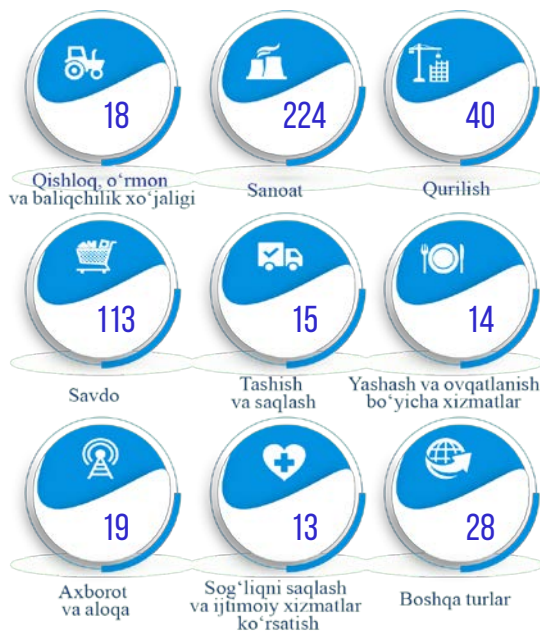 18
224
40
Qishloq, o‘rmon
va baliqchilik xo‘jaligi
Sanoat
Qurilish
113
15
14
Savdo
Tashish
va saqlash
Yashash va ovqatlanish
bo‘yicha xizmatlar
19
13
28
Axborot
va aloqa
Sog‘liqni saqlash
va ijtimoiy xizmatlar
ko‘rsatish
Boshqa turlar